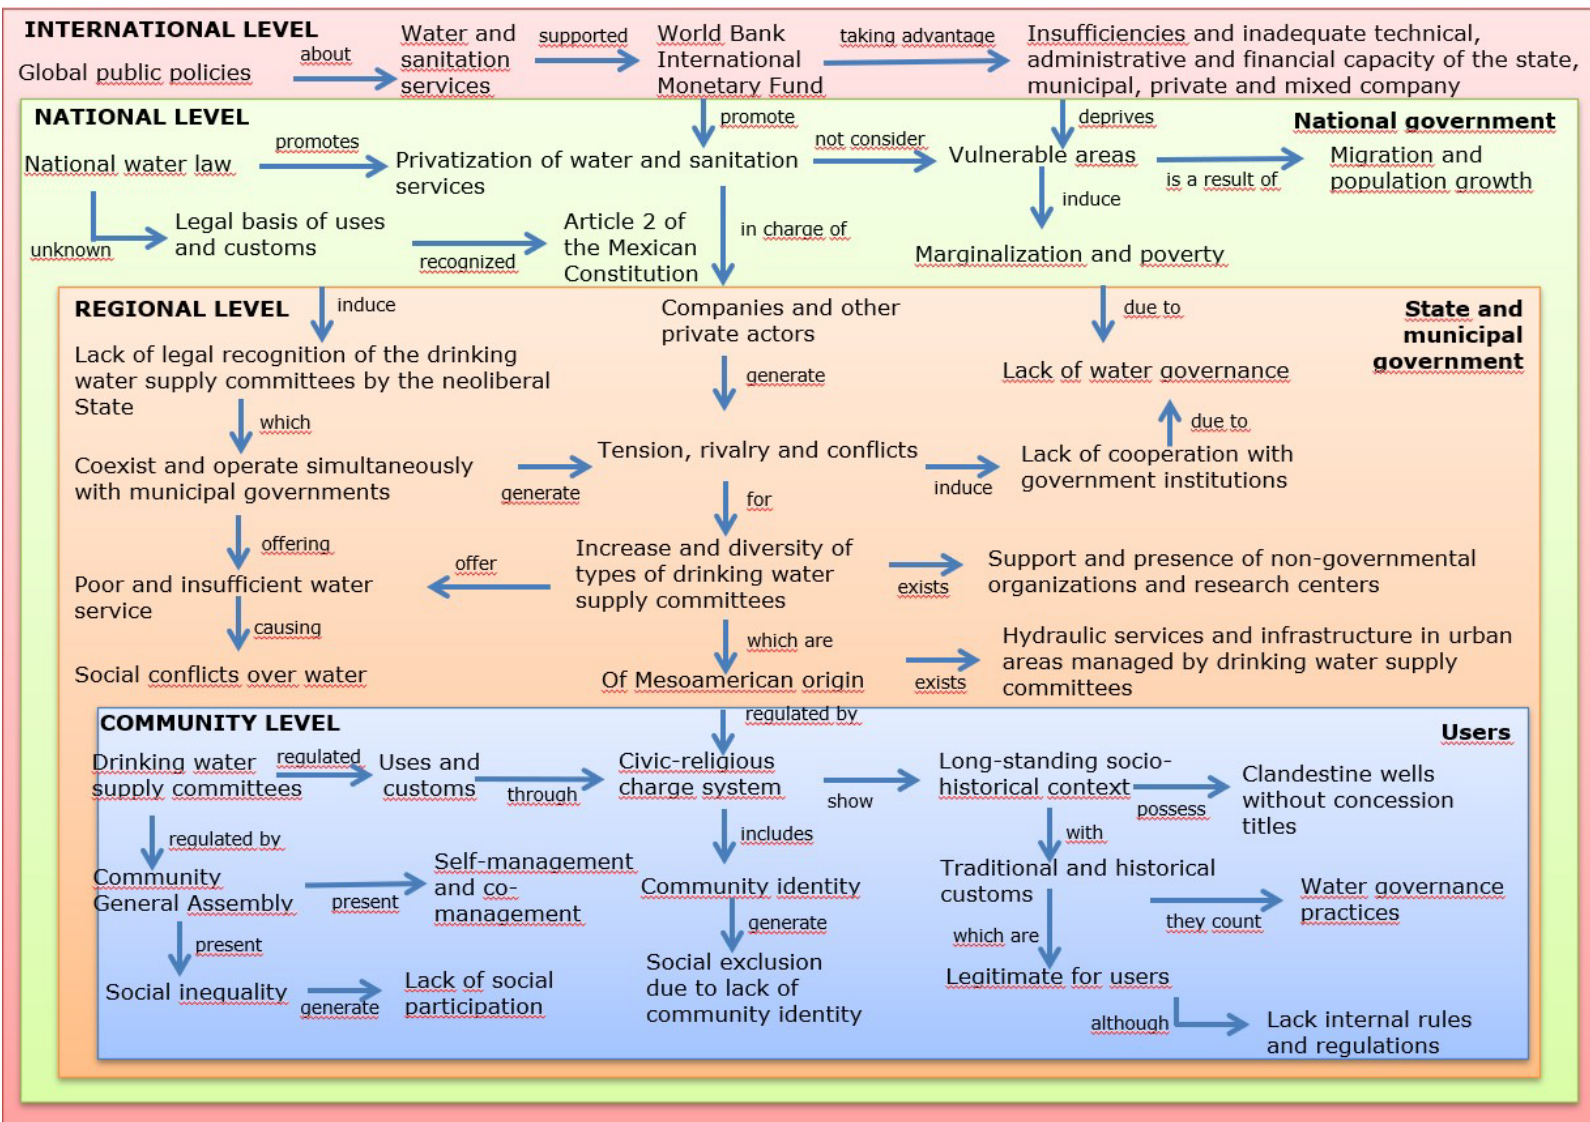 INTERNATIONAL LEVEL
Global public policies
about
Water and
sanitation
services
supported
World Bank
International
Monetary Fund
taking advantage
Insufficiencies and inadequate technical,
administrative and financial capacity of the state,
municipal, private and mixed company
NATIONAL LEVEL
promote
deprives
National government
National water law
promotes
Privatization of water and sanitation
services
not consider
Vulnerable areas
is a result of
Migration and
population growth
unknown
Legal basis of uses
and customs
recognized
Article 2 of
the Mexican
Constitution
in charge of
induce
Marginalization and poverty
REGIONAL LEVEL
induce
Companies and other
private actors
due to
State and
municipal
government
Lack of legal recognition of the drinking
water supply committees by the neoliberal
State
generate
Lack of water governance
which
due to
Coexist and operate simultaneously
with municipal governments
generate
Tension, rivalry and conflicts
induce
Lack of cooperation with
government institutions
offering
for
Poor and insufficient water
service
offer
Increase and diversity of
types of drinking water
supply committees
exists
Support and presence of non-governmental
organizations and research centers
causing
which are
Social conflicts over water
Of Mesoamerican origin
exists
Hydraulic services and infrastructure in urban
areas managed by drinking water supply
committees
COMMUNITY LEVEL
regulated by
Users
Drinking water
supply committees
regulated
Uses and
customs
through
Civic-religious
charge system
show
Long-standing socio-
historical context
possess
Clandestine wells
without concession
titles
regulated by
includes
with
Community
General Assembly
present
Self-management
and co-
management
Community identity
Traditional and historical
customs
they count
Water governance
practices
present
generate
which are
Social inequality
generate
Lack of social
participation
Social exclusion
due to lack of
community identity
Legitimate for users
although
Lack internal rules
and regulations